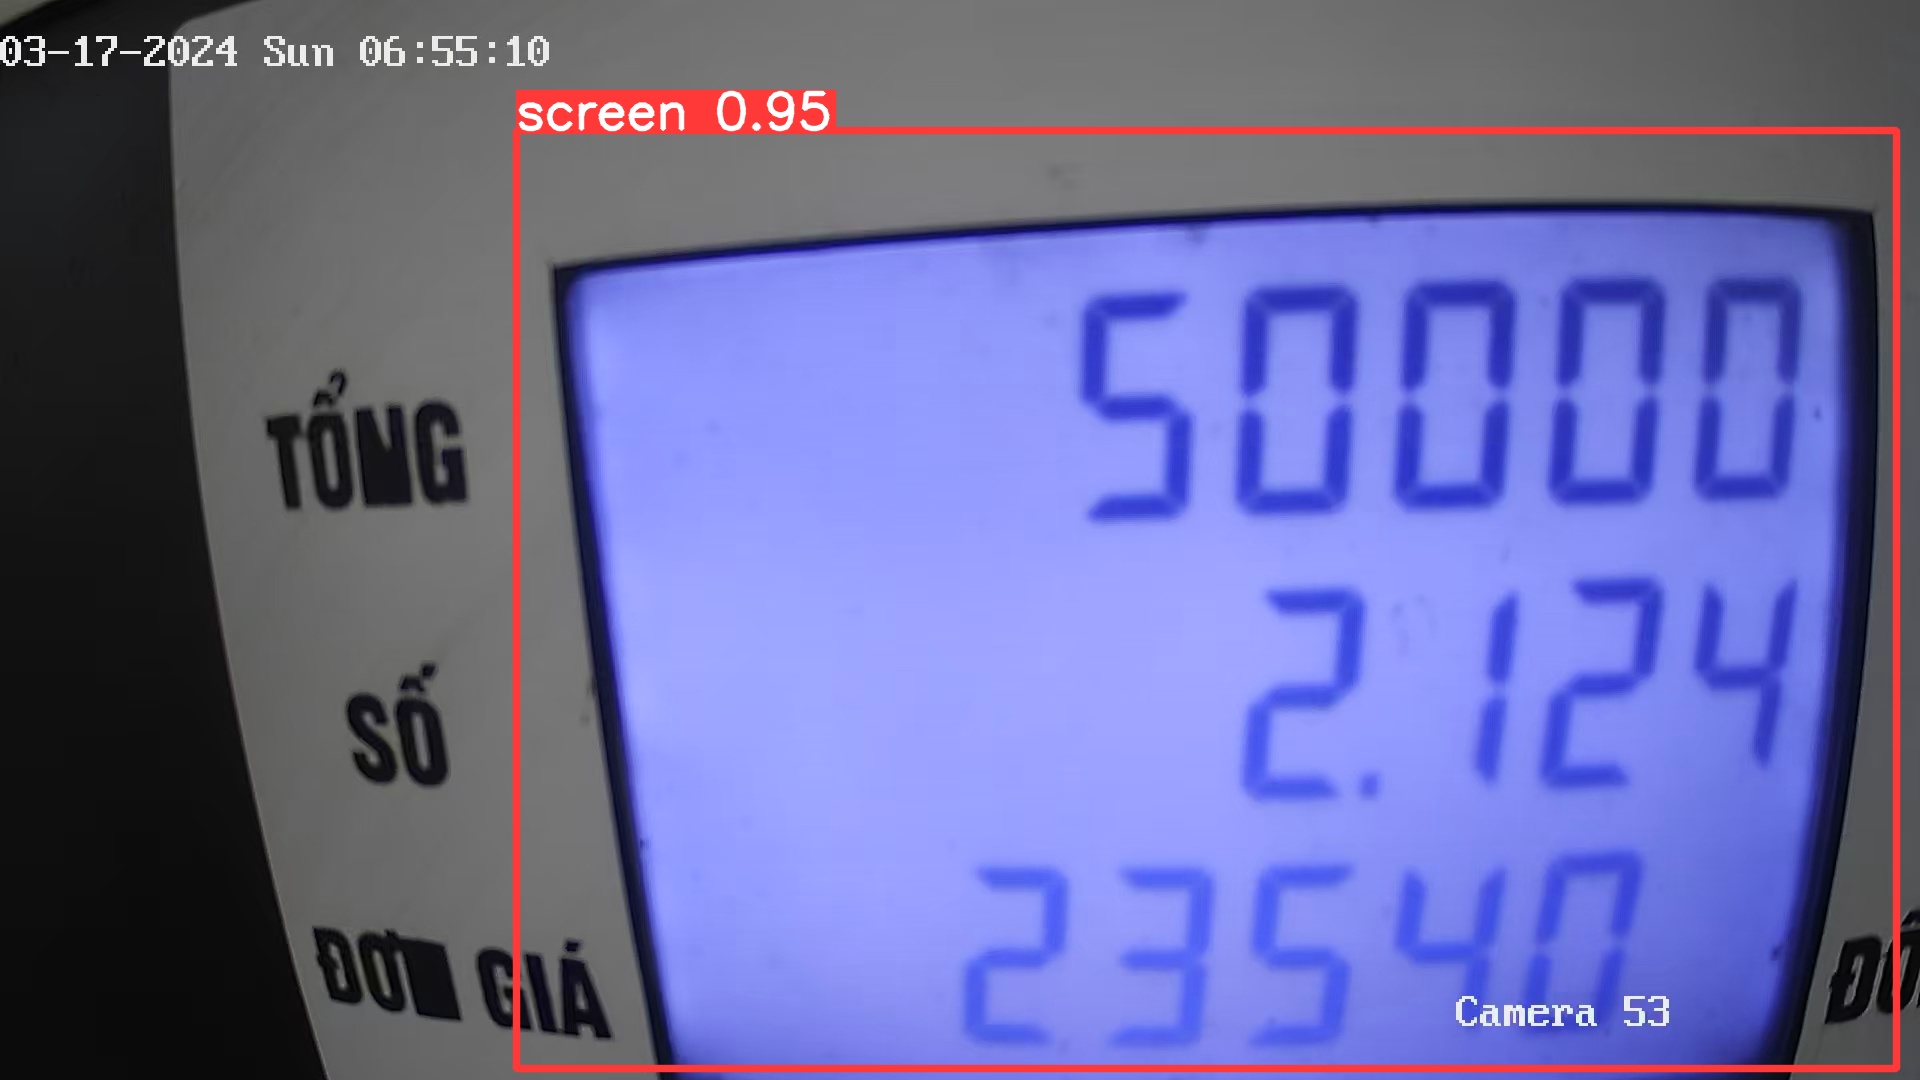 03-17-2024 Sun 06:55:10
screen 0.95
TỔNG 50000
SỐ 2.124
ĐƠN GIÁ 23540
Camera 53